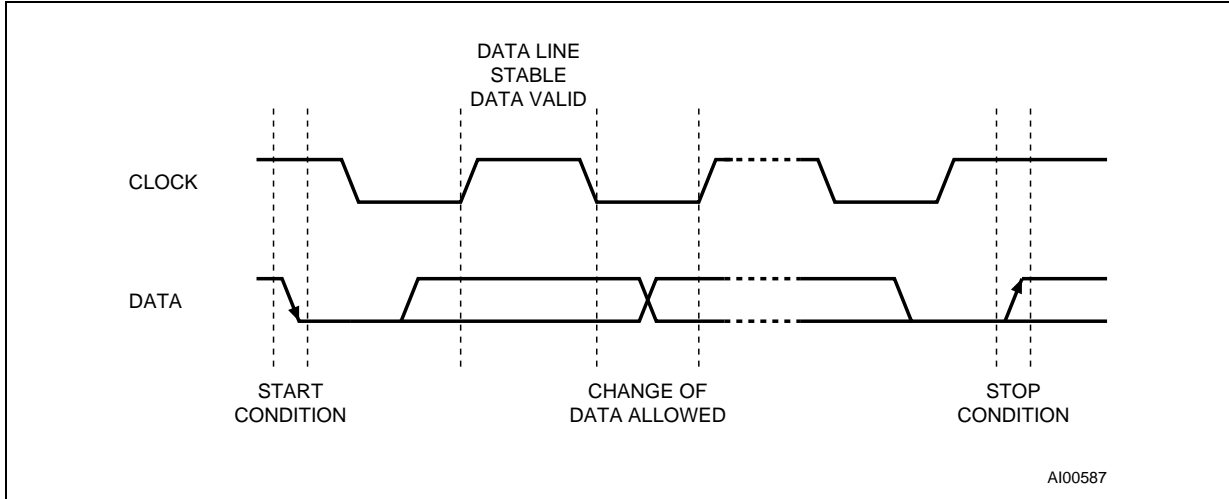 DATA LINE
STABLE
DATA VALID
CLOCK
DATA
START
CONDITION
CHANGE OF
DATA ALLOWED
STOP
CONDITION
AI00587